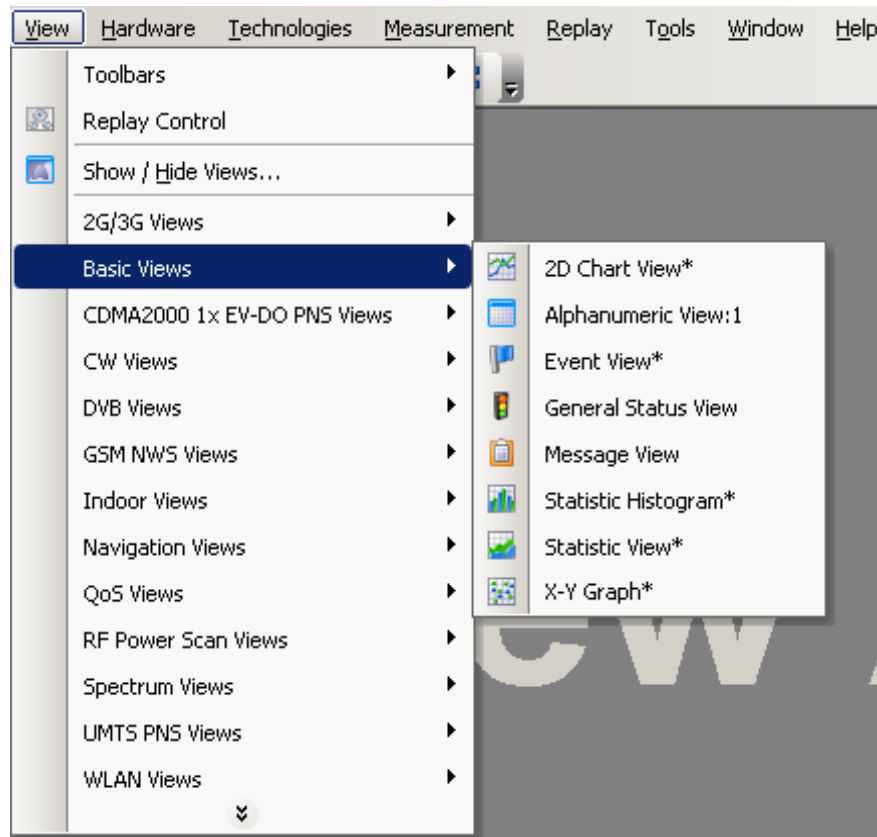 View Hardware Technologies Measurement Replay Tools Window Help
Toolbars
Replay Control
Show / Hide Views...
2G/3G Views
Basic Views
CDMA2000 1x EV-DO PNS Views
CW Views
DVB Views
GSM NWS Views
Indoor Views
Navigation Views
QoS Views
RF Power Scan Views
Spectrum Views
UMTS PNS Views
WLAN Views
2D Chart View*
Alphanumeric View:1
Event View*
General Status View
Message View
Statistic Histogram*
Statistic View*
X-Y Graph*